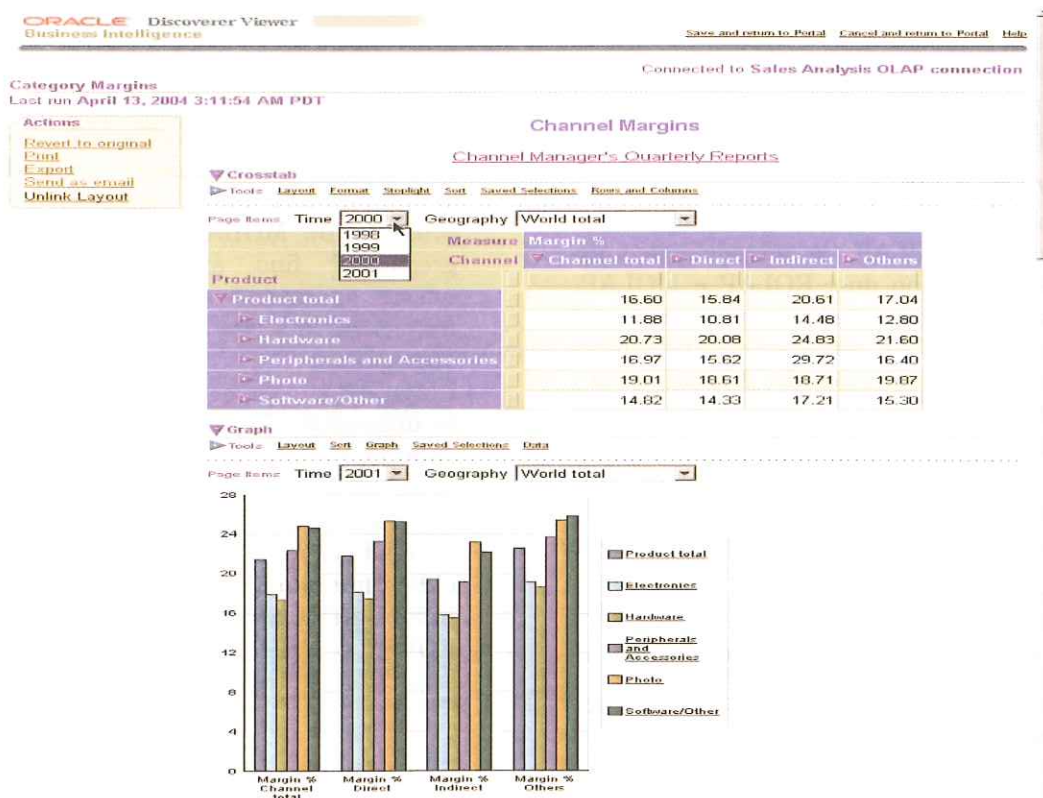 ORACLE Discoverer Viewer
Business Intelligence
Save and return to Portal Cancel and return to Portal Help
Connected to Sales Analysis OLAP connection
Category Margins
Last run April 13, 2004 3:11:54 AM PDT
Actions
Revert to original
Print
Export
Send as email
Unlink Layout
Channel Margins
Channel Manager's Quarterly Reports
Crosstab
Tools Layout Format Stoplight Sort Saved Selections Rows and Columns
Page Items Time 2000 Geography World total
1998
1999
2000
2001
Measure Margin %
Channel Channel total Direct Indirect Others
Product
Product total 16.60 15.84 20.61 17.04
Electronics 11.88 10.81 14.48 12.80
Hardware 20.73 20.08 24.83 21.60
Peripherals and Accessories 16.97 15.62 29.72 16.40
Photo 19.01 18.61 18.71 19.87
Software/Other 14.82 14.33 17.21 15.30
Graph
Tools Layout Sort Graph Saved Selections Data
Page Items Time 2001 Geography World total
28
24
20
16
12
8
4
0
Margin % Channel total
Margin % Direct
Margin % Indirect
Margin % Others
Product total
Electronics
Hardware
Peripherals
and
Accessories
Photo
Software/Other